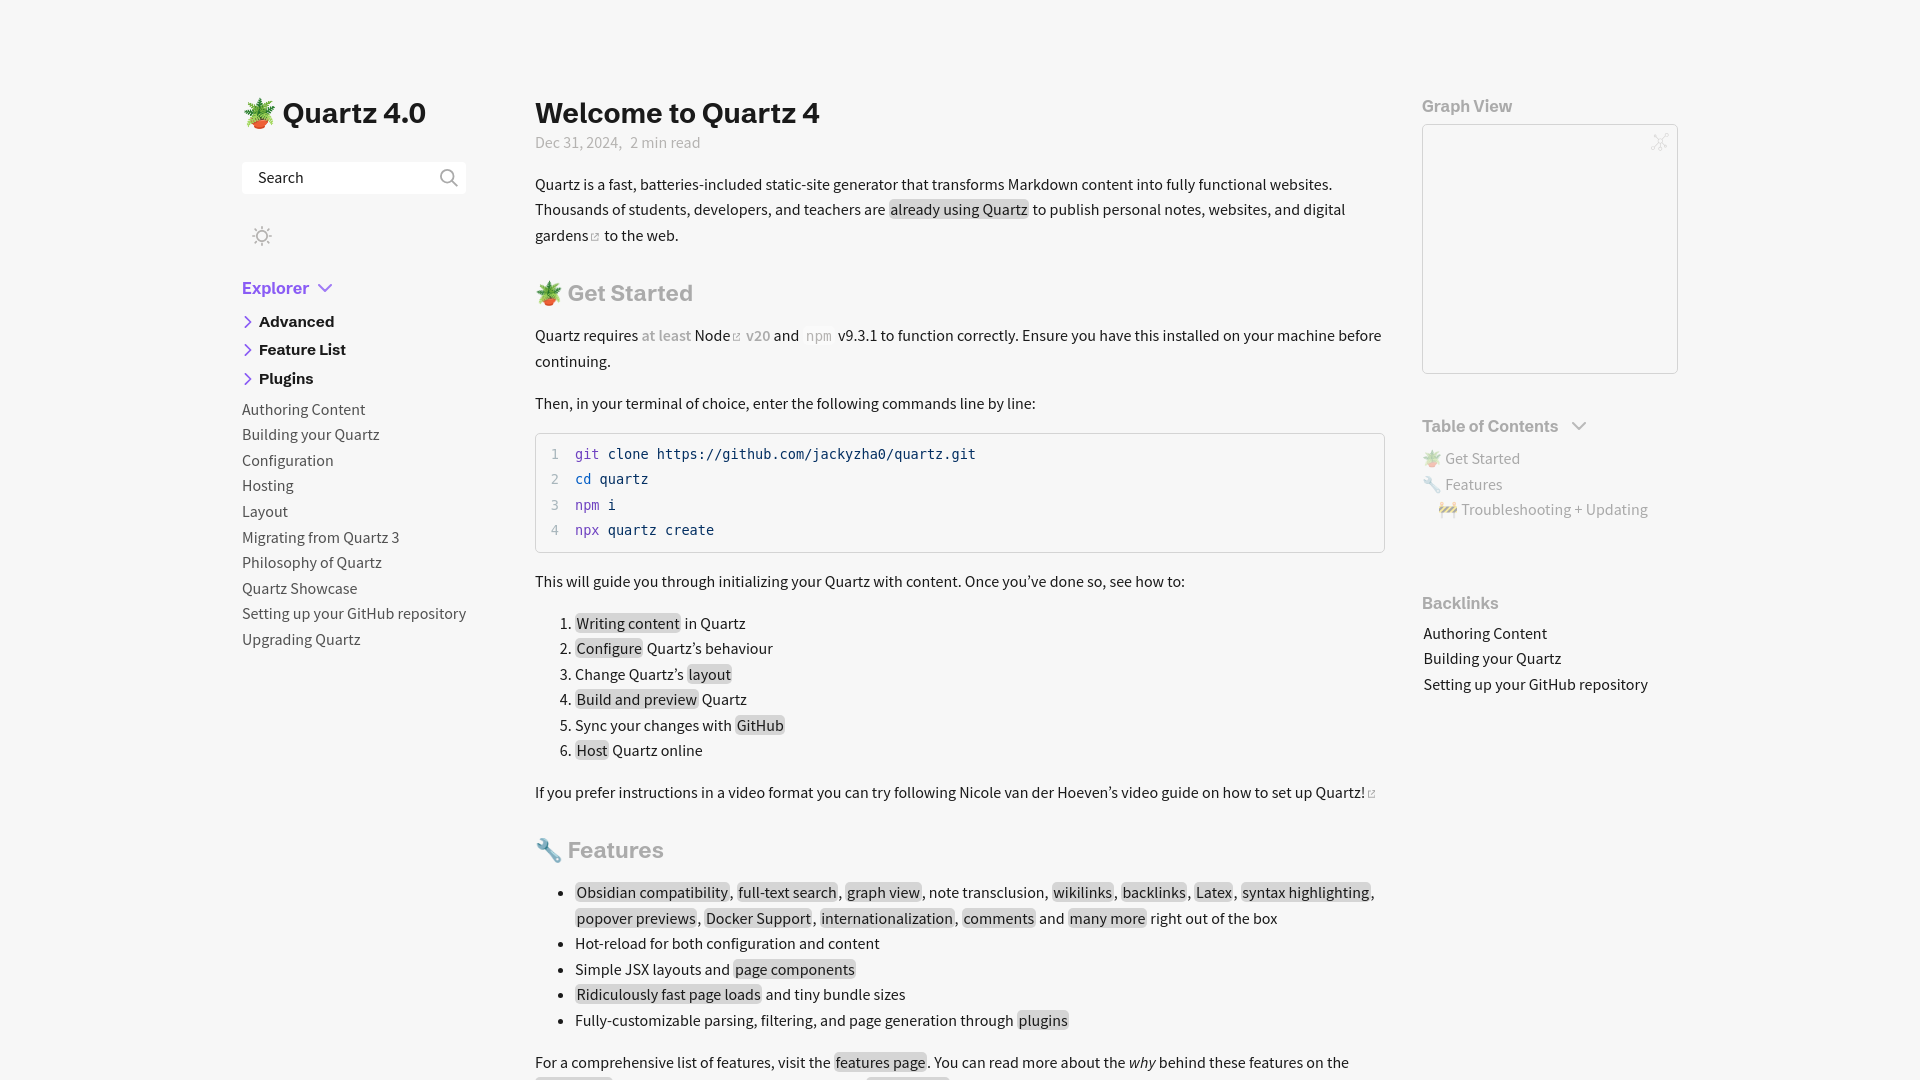 🪴 Quartz 4.0
Search
Explorer
Advanced
Feature List
Plugins
Authoring Content
Building your Quartz
Configuration
Hosting
Layout
Migrating from Quartz 3
Philosophy of Quartz
Quartz Showcase
Setting up your GitHub repository
Upgrading Quartz
Welcome to Quartz 4
Dec 31, 2024, 2 min read
Quartz is a fast, batteries-included static-site generator that transforms Markdown content into fully functional websites.
Thousands of students, developers, and teachers are already using Quartz to publish personal notes, websites, and digital
gardens to the web.
🪴 Get Started
Quartz requires at least Node v20 and npm v9.3.1 to function correctly. Ensure you have this installed on your machine before
continuing.
Then, in your terminal of choice, enter the following commands line by line:
1 git clone https://github.com/jackyzha0/quartz.git
2 cd quartz
3 npm i
4 npx quartz create
This will guide you through initializing your Quartz with content. Once you’ve done so, see how to:
1. Writing content in Quartz
2. Configure Quartz’s behaviour
3. Change Quartz’s layout
4. Build and preview Quartz
5. Sync your changes with GitHub
6. Host Quartz online
If you prefer instructions in a video format you can try following Nicole van der Hoeven’s video guide on how to set up Quartz!
🔧 Features
• Obsidian compatibility, full-text search, graph view, note transclusion, wikilinks, backlinks, Latex, syntax highlighting,
popover previews, Docker Support, internationalization, comments and many more right out of the box
• Hot-reload for both configuration and content
• Simple JSX layouts and page components
• Ridiculously fast page loads and tiny bundle sizes
• Fully-customizable parsing, filtering, and page generation through plugins
For a comprehensive list of features, visit the features page. You can read more about the why behind these features on the
Graph View
Table of Contents
🪴 Get Started
🔧 Features
🚧 Troubleshooting + Updating
Backlinks
Authoring Content
Building your Quartz
Setting up your GitHub repository